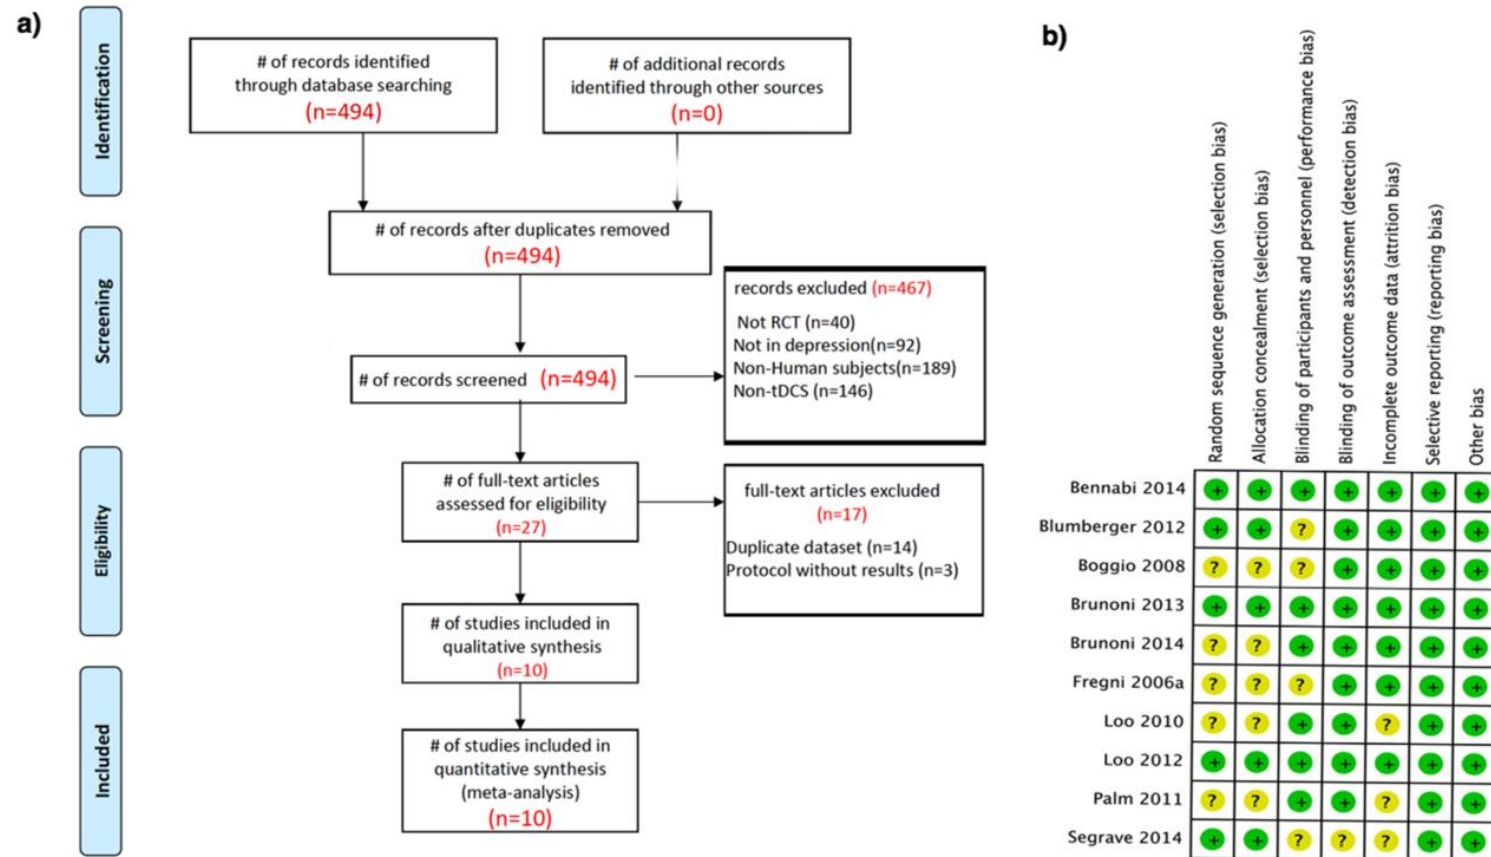 a)
Identification
# of records identified
through database searching
(n=494)
# of additional records
identified through other sources
(n=0)
# of records after duplicates removed
(n=494)
Screening
# of records screened (n=494)
records excluded (n=467)
Not RCT (n=40)
Not in depression(n=92)
Non-Human subjects(n=189)
Non-tDCS (n=146)
Eligibility
# of full-text articles
assessed for eligibility
(n=27)
full-text articles excluded
(n=17)
Duplicate dataset (n=14)
Protocol without results (n=3)
# of studies included in
qualitative synthesis
(n=10)
Included
# of studies included in
quantitative synthesis
(meta-analysis)
(n=10)
b)
Random sequence generation (selection bias)
Allocation concealment (selection bias)
Blinding of participants and personnel (performance bias)
Blinding of outcome assessment (detection bias)
Incomplete outcome data (attrition bias)
Selective reporting (reporting bias)
Other bias
Bennabi 2014 + + + + + + +
Blumberger 2012 + + ? + + + +
Boggio 2008 ? ? ? + + + +
Brunoni 2013 + + + + + + +
Brunoni 2014 ? ? + + + + +
Fregni 2006a ? ? ? + + + +
Loo 2010 ? ? + + ? + +
Loo 2012 + + + + + + +
Palm 2011 ? ? + + ? + +
Segrave 2014 + + ? ? ? + +